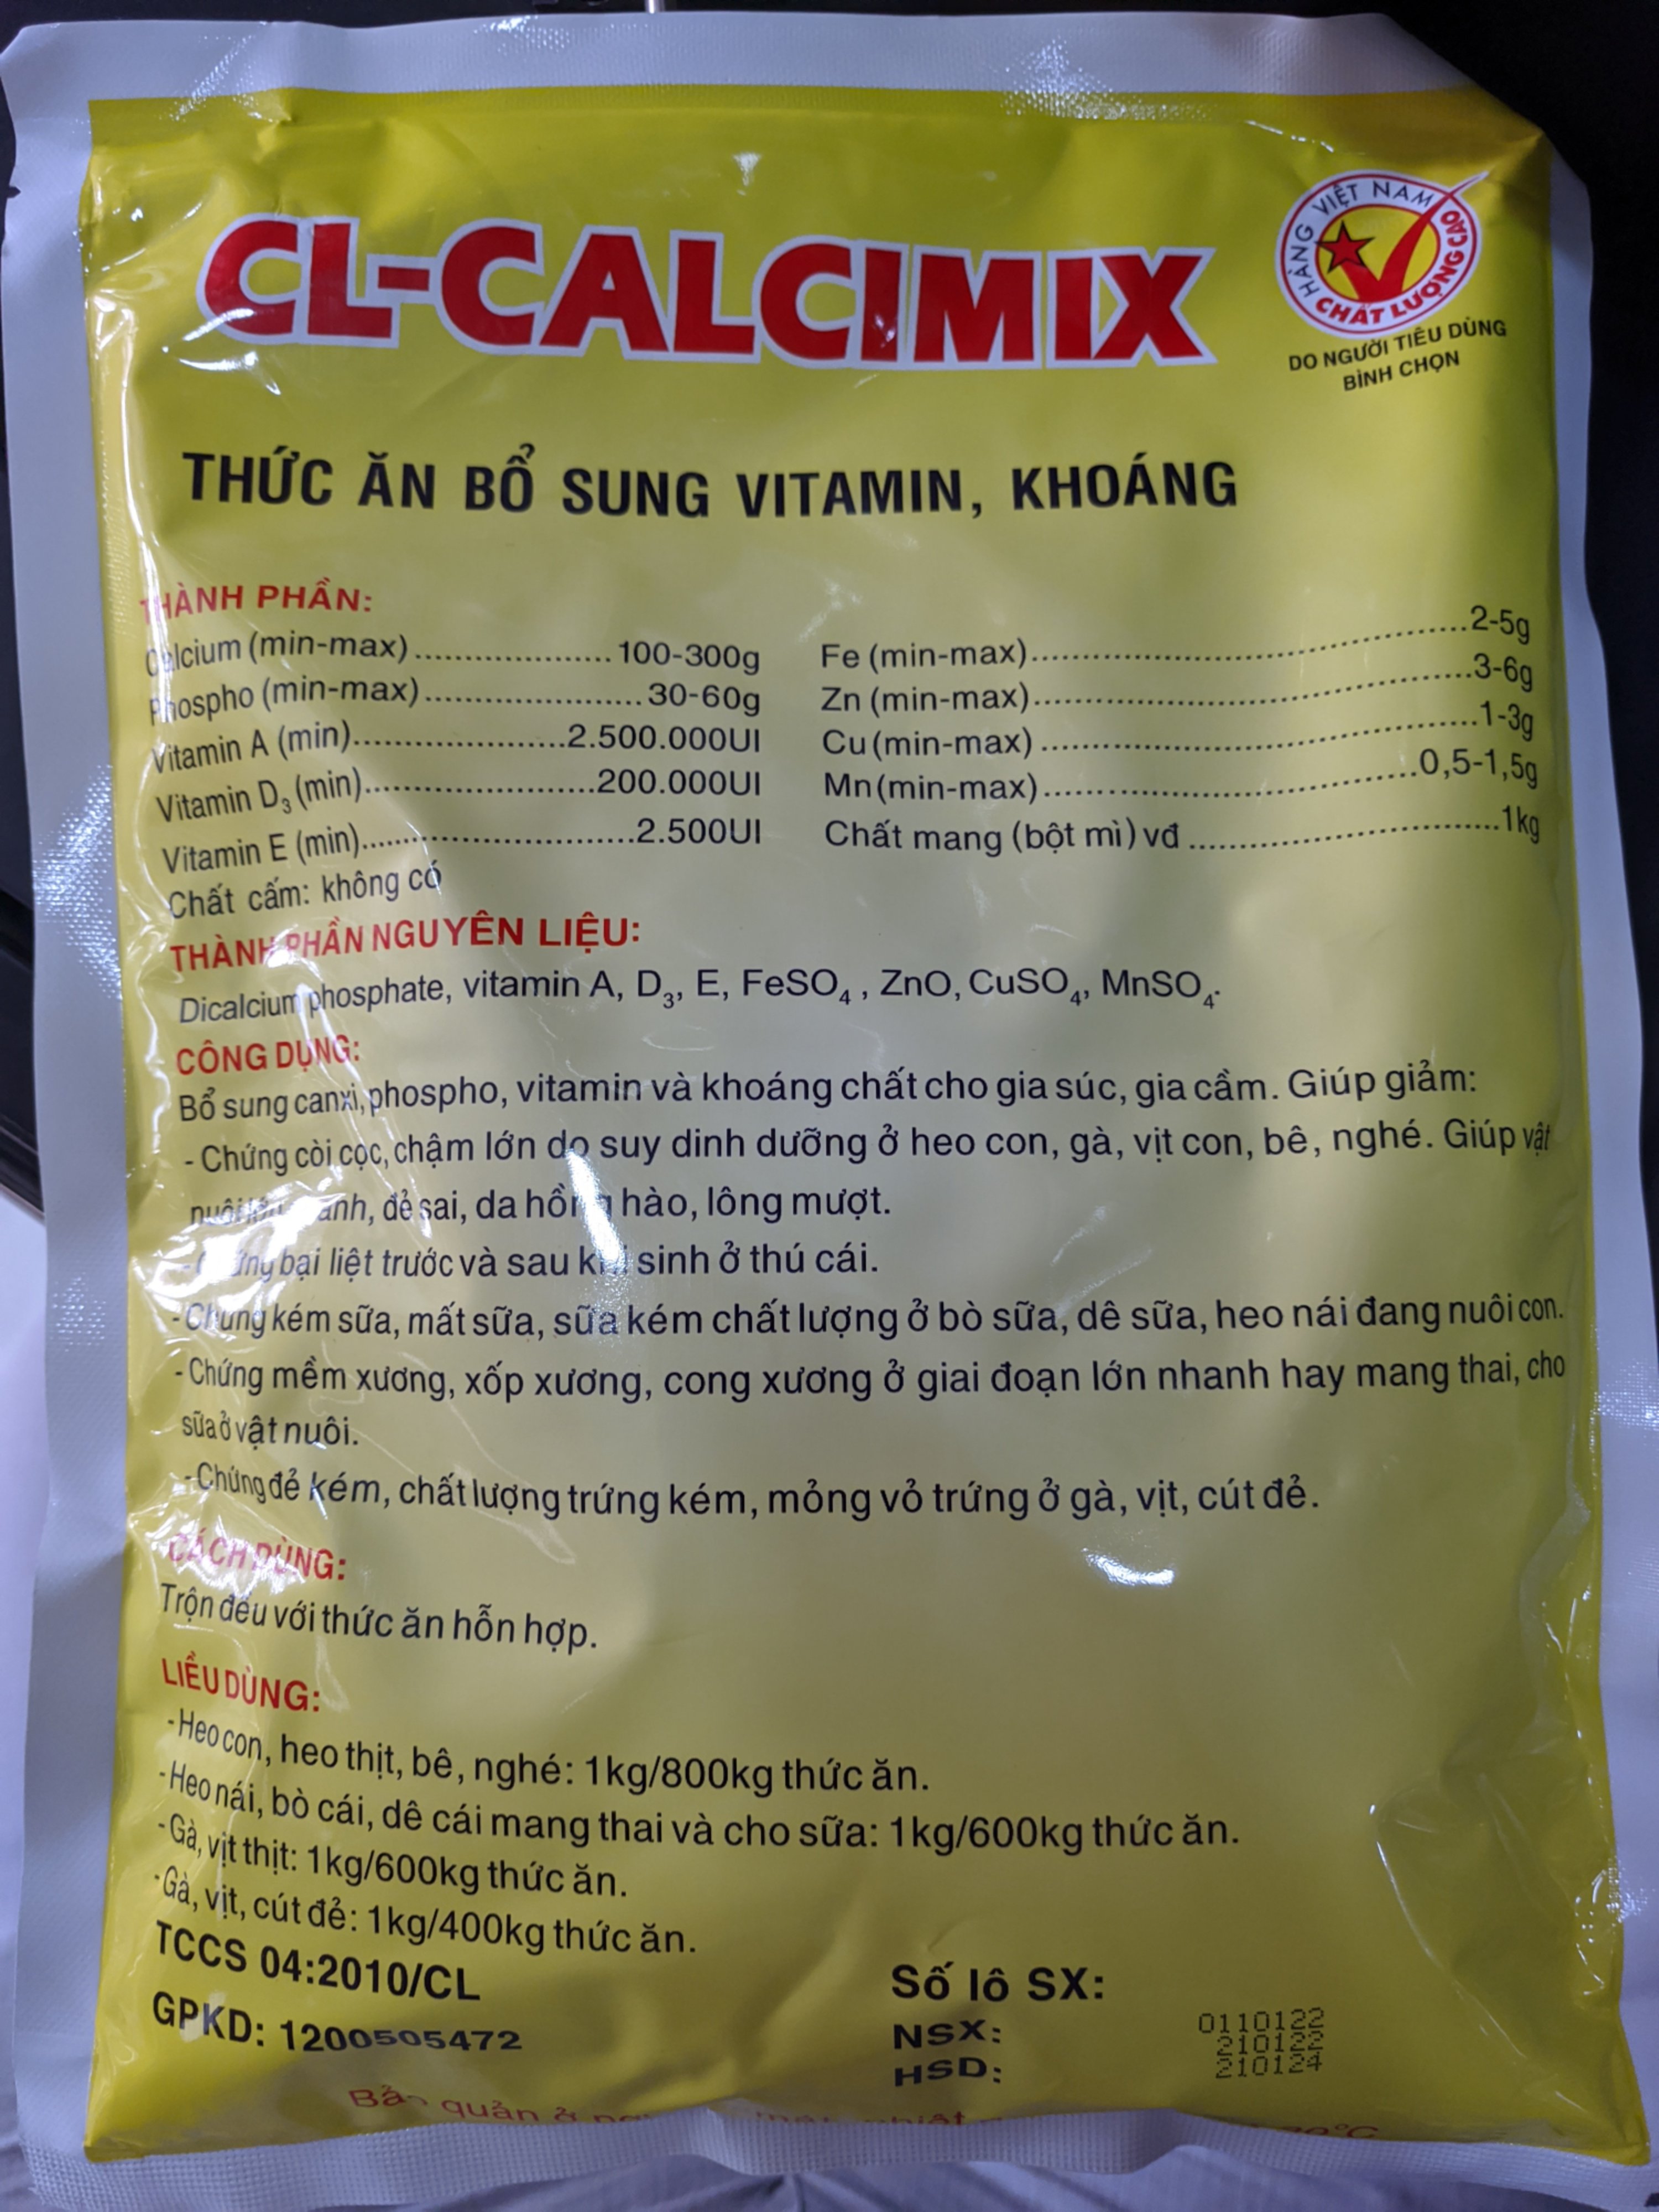 CL-CALCIMIX
HÀNG VIỆT NAM
CHẤT LƯỢNG CAO
DO NGƯỜI TIÊU DÙNG
BÌNH CHỌN
THỨC ĂN BỔ SUNG VITAMIN, KHOÁNG
THÀNH PHẦN:
Calcium (min-max)....................100-300g
Phospho (min-max)......................30-60g
Vitamin A (min)......................2.500.000UI
Vitamin D₃ (min)........................200.000UI
Vitamin E (min)............................2.500UI
Chất cấm: không có
Fe (min-max)............................................2-5g
Zn (min-max)............................................3-6g
Cu (min-max)............................................1-3g
Mn (min-max)......................................0,5-1,5g
Chất mang (bột mì) vđ...............................1kg
THÀNH PHẦN NGUYÊN LIỆU:
Dicalcium phosphate, vitamin A, D₃, E, FeSO₄ , ZnO, CuSO₄, MnSO₄.
CÔNG DỤNG:
Bổ sung canxi, phospho, vitamin và khoáng chất cho gia súc, gia cầm. Giúp giảm:
- Chứng còi cọc, chậm lớn do suy dinh dưỡng ở heo con, gà, vịt con, bê, nghé. Giúp vật
nuôi đẻ sai, da hồng hào, lông mượt.
- Chứng bại liệt trước và sau khi sinh ở thú cái.
- Chứng kém sữa, mất sữa, sữa kém chất lượng ở bò sữa, dê sữa, heo nái đang nuôi con.
- Chứng mềm xương, xốp xương, cong xương ở giai đoạn lớn nhanh hay mang thai, cho
sữa ở vật nuôi.
- Chứng đẻ kém, chất lượng trứng kém, mỏng vỏ trứng ở gà, vịt, cút đẻ.
CÁCH DÙNG:
Trộn đều với thức ăn hỗn hợp.
LIỀU DÙNG:
- Heo con, heo thịt, bê, nghé: 1kg/800kg thức ăn.
- Heo nái, bò cái, dê cái mang thai và cho sữa: 1kg/600kg thức ăn.
- Gà, vịt thịt: 1kg/600kg thức ăn.
- Gà, vịt, cút đẻ: 1kg/400kg thức ăn.
TCCS 04:2010/CL
GPKD: 1200505472
Số lô SX: 0110122
NSX: 210122
HSD: 210124
Bảo quản ở